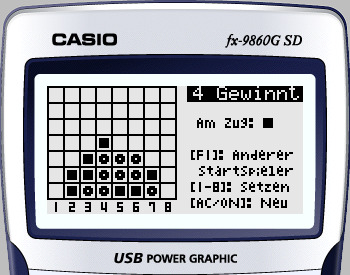 CASIO fx-9860G SD
4 Gewinnt
Am Zug:
[F1]: Anderer
StartSpieler
[1-8]: Setzen
[AC/ON]: Neu
1 2 3 4 5 6 7 8
USB POWER GRAPHIC